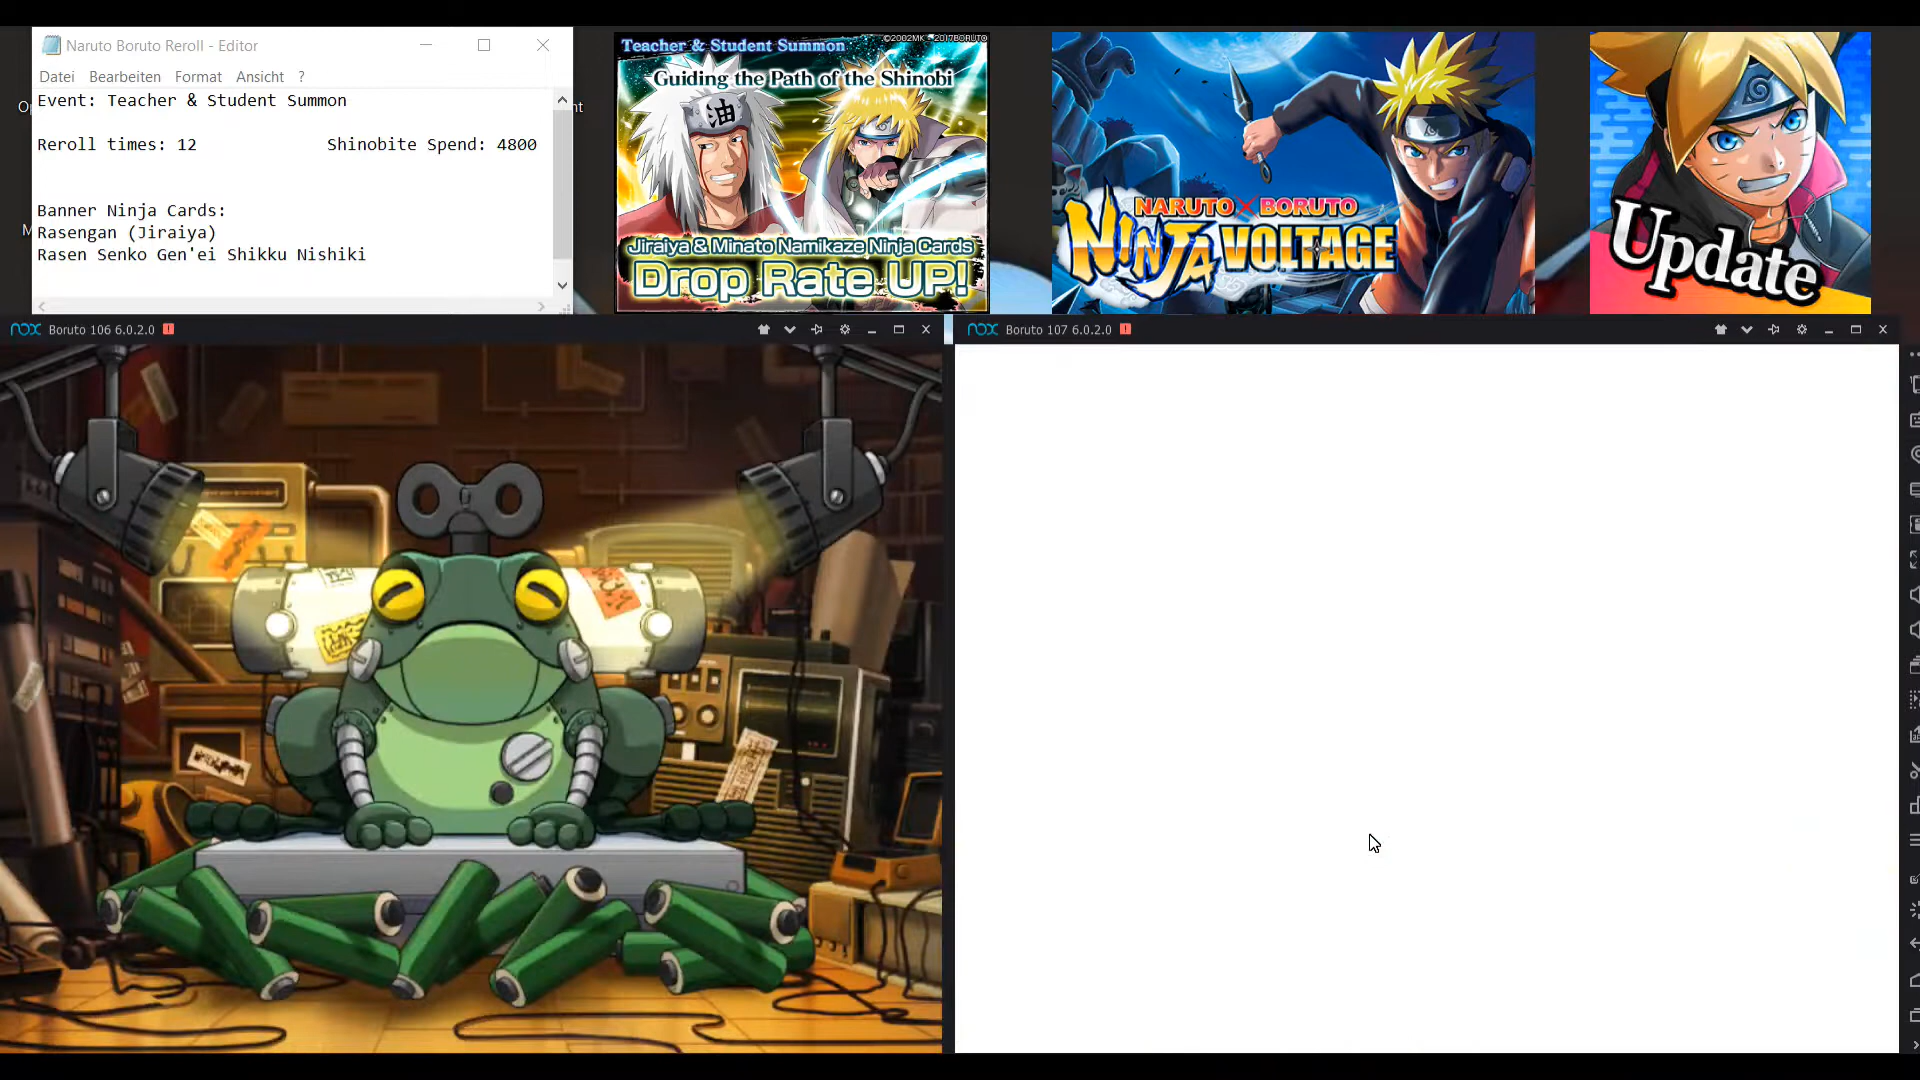 Naruto Boruto Reroll - Editor
Datei Bearbeiten Format Ansicht ?
Event: Teacher & Student Summon
Reroll times: 12 Shinobite Spend: 4800
Banner Ninja Cards:
Rasengan (Jiraiya)
Rasen Senko Gen'ei Shikku Nishiki
©2002MK - 2017BORUTO
Teacher & Student Summon
Guiding the Path of the Shinobi
油
Jiraiya & Minato Namikaze Ninja Cards
Drop Rate UP!
NARUTO X BORUTO
NINJA VOLTAGE
Update
nox Boruto 106 6.0.2.0
nox Boruto 107 6.0.2.0